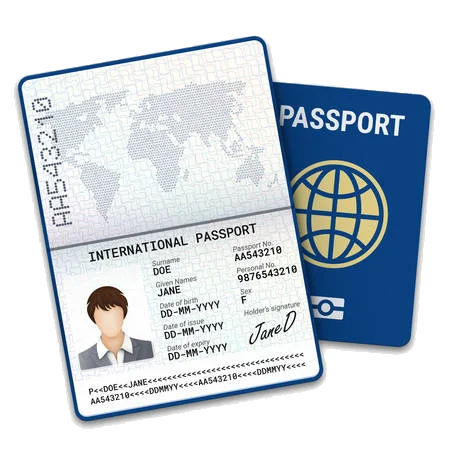 AA543210
PASSPORT
INTERNATIONAL PASSPORT
Surname
DOE
Given Names
JANE
Date of birth
DD-MM-YYYY
Date of issue
DD-MM-YYYY
Date of expiry
DD-MM-YYYY
Passport No.
AA543210
Personal No.
9876543210
Sex
F
Holder's signature
JaneD
P<<DOE<<JANE<<<<<<<<<<<<<<<<<<<<<<<<<<
AA543210<<<<DDMMYY<<<<AA543210<<DDMMYY<<